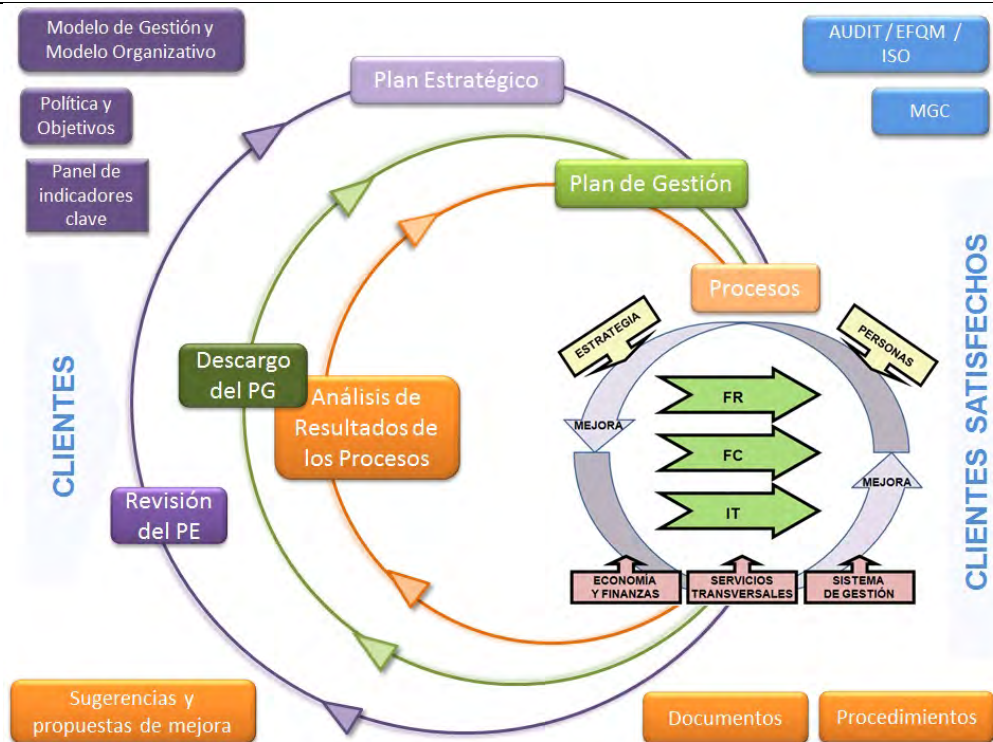 Modelo de Gestión y
Modelo Organizativo
AUDIT / EFQM /
ISO
Plan Estratégico
Política y
Objetivos
MGC
Panel de
indicadores
clave
Plan de Gestión
Procesos
ESTRATEGIA
PERSONAS
CLIENTES
Descargo
del PG
Análisis de
Resultados de
los Procesos
FR
MEJORA
FC
MEJORA
IT
CLIENTES SATISFECHOS
Revisión
del PE
ECONOMÍA
Y FINANZAS
SERVICIOS
TRANSVERSALES
SISTEMA
DE GESTIÓN
Sugerencias y
propuestas de mejora
Documentos
Procedimientos